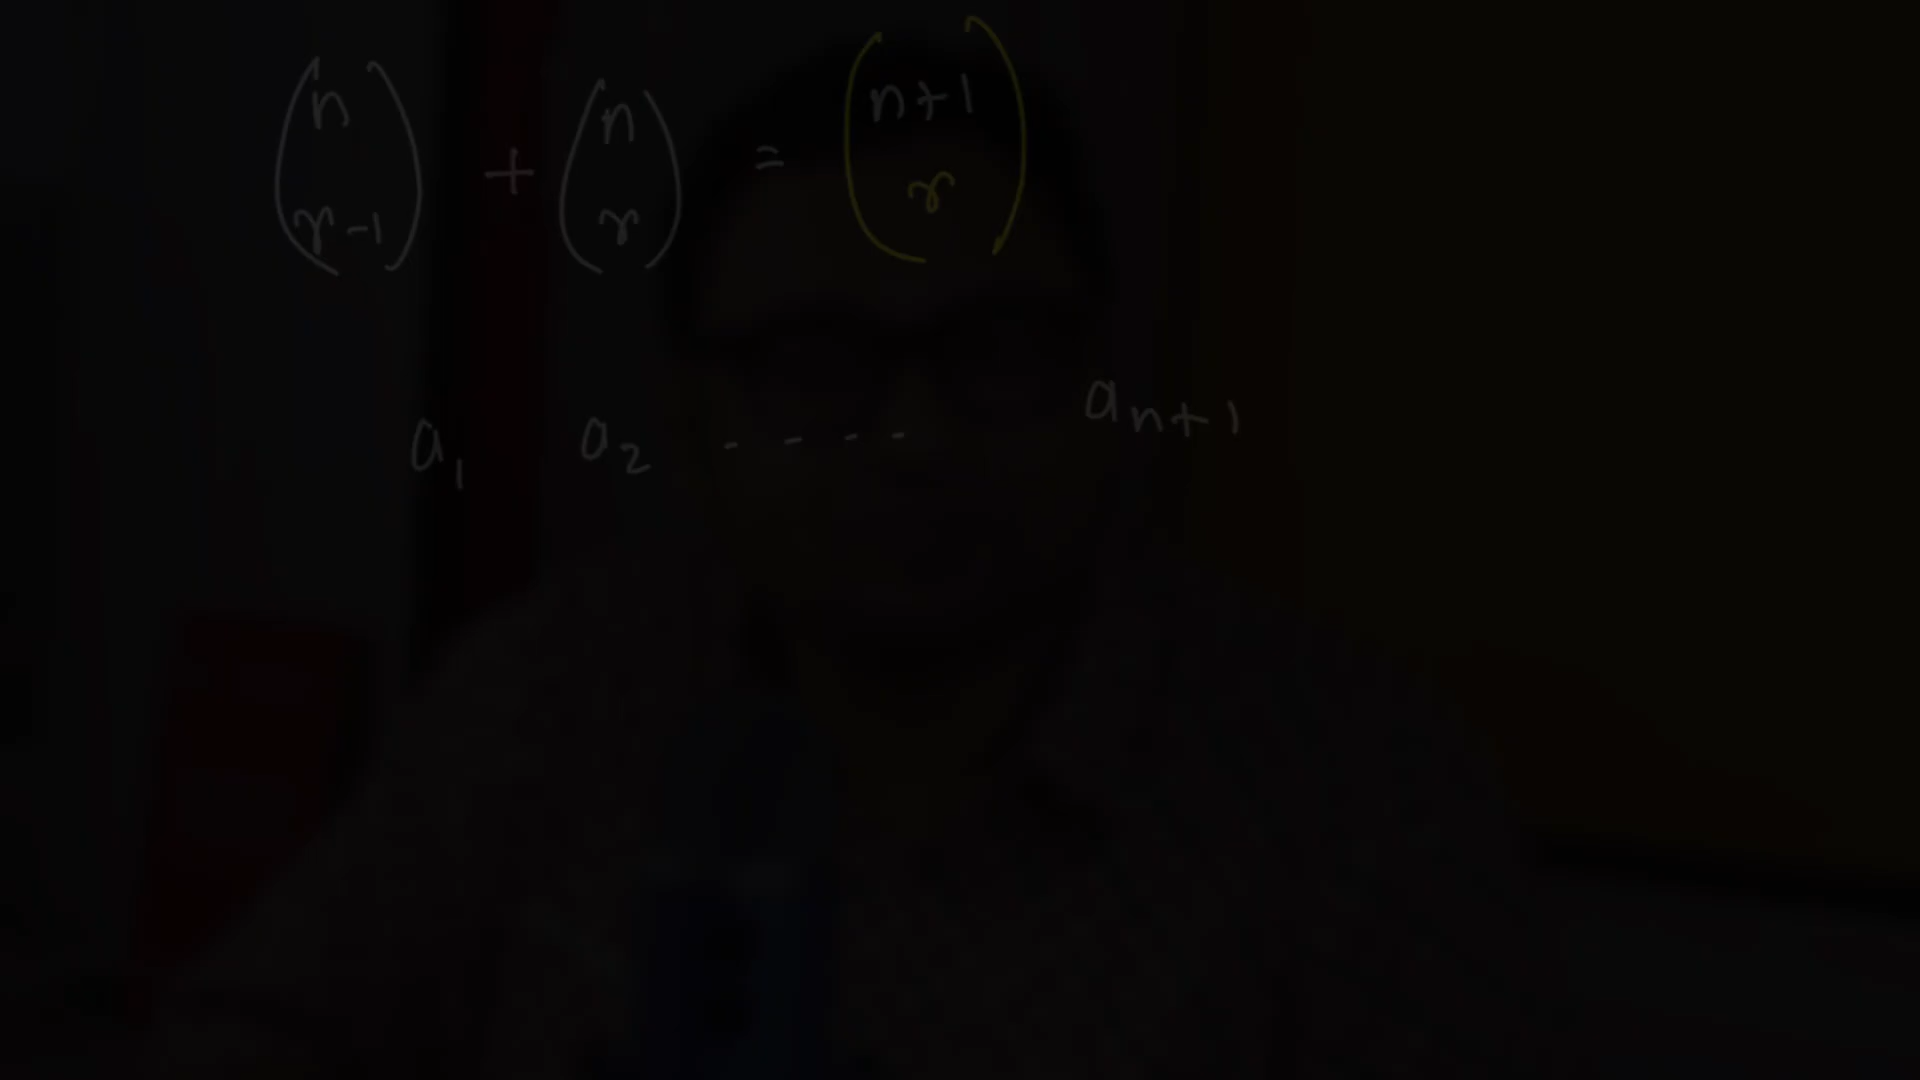 (n r-1) + (n r) = (n+1 r)
a₁ a₂ - - - - aₙ₊₁